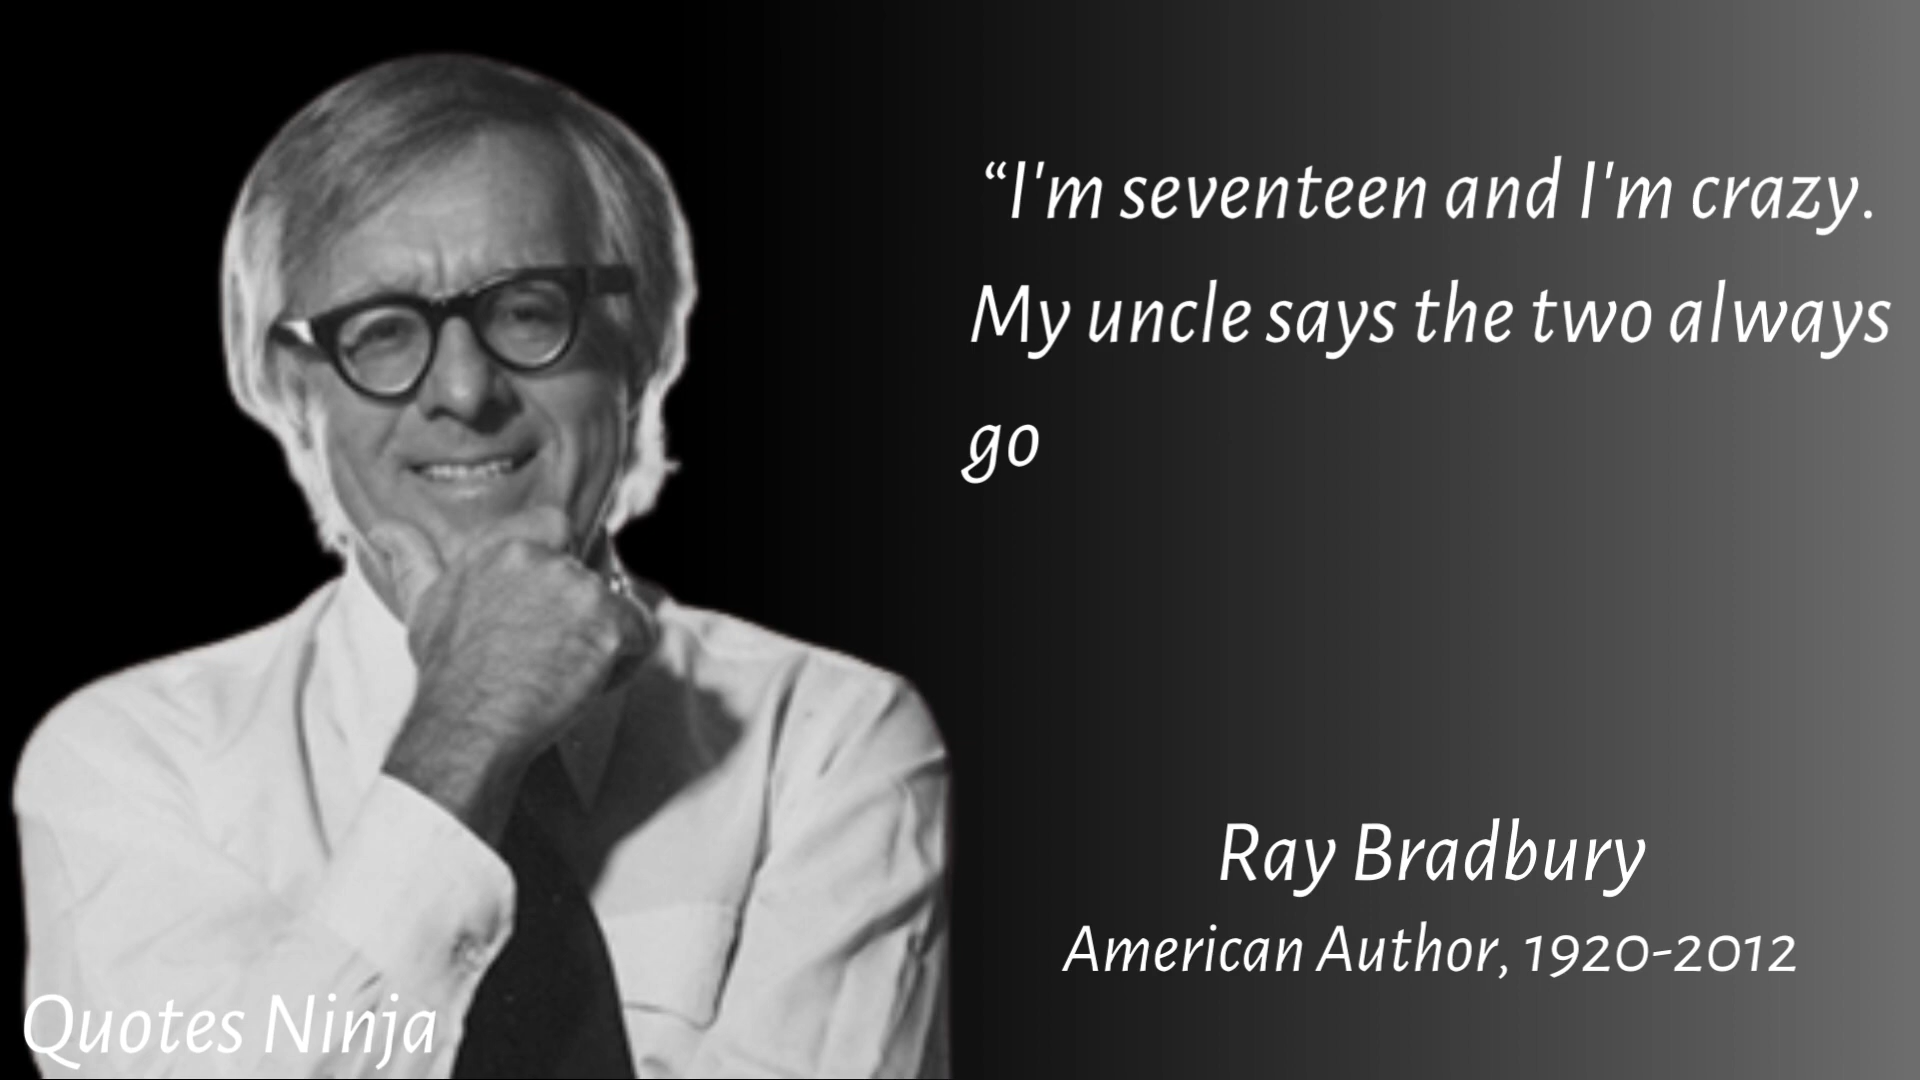 “I'm seventeen and I'm crazy.
My uncle says the two always
go
Ray Bradbury
American Author, 1920-2012
Quotes Ninja